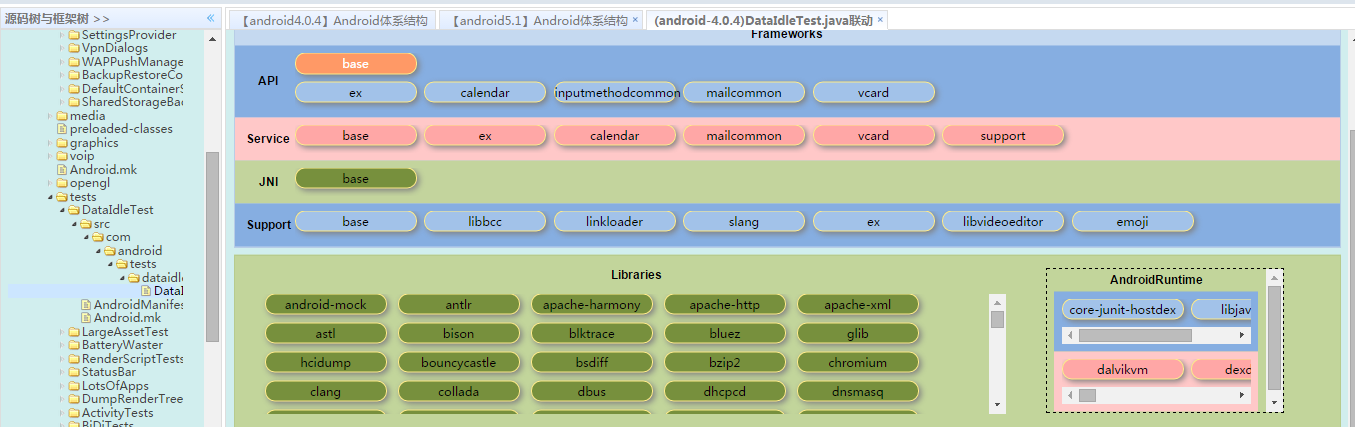 源码树与框架树 >>
SettingsProvider
VpnDialogs
WAPPushManage
BackupRestoreCo
DefaultContainerS
SharedStorageBac
media
preloaded-classes
graphics
voip
Android.mk
opengl
tests
DataIdleTest
src
com
android
tests
dataidle
DataI
AndroidManifes
Android.mk
LargeAssetTest
BatteryWaster
RenderScriptTests
StatusBar
LotsOfApps
DumpRenderTree
ActivityTests
BiDiTests
【android4.0.4】Android体系结构 【android5.1】Android体系结构 × (android-4.0.4)DataIdleTest.java联动 ×
Frameworks
API
base
ex calendar inputmethodcommon mailcommon vcard
Service base ex calendar mailcommon vcard support
JNI base
Support base libbcc linkloader slang ex libvideoeditor emoji
Libraries
android-mock antlr apache-harmony apache-http apache-xml
astl bison blktrace bluez glib
hcidump bouncycastle bsdiff bzip2 chromium
clang collada dbus dhcpcd dnsmasq
AndroidRuntime
core-junit-hostdex libjav
dalvikvm dexc